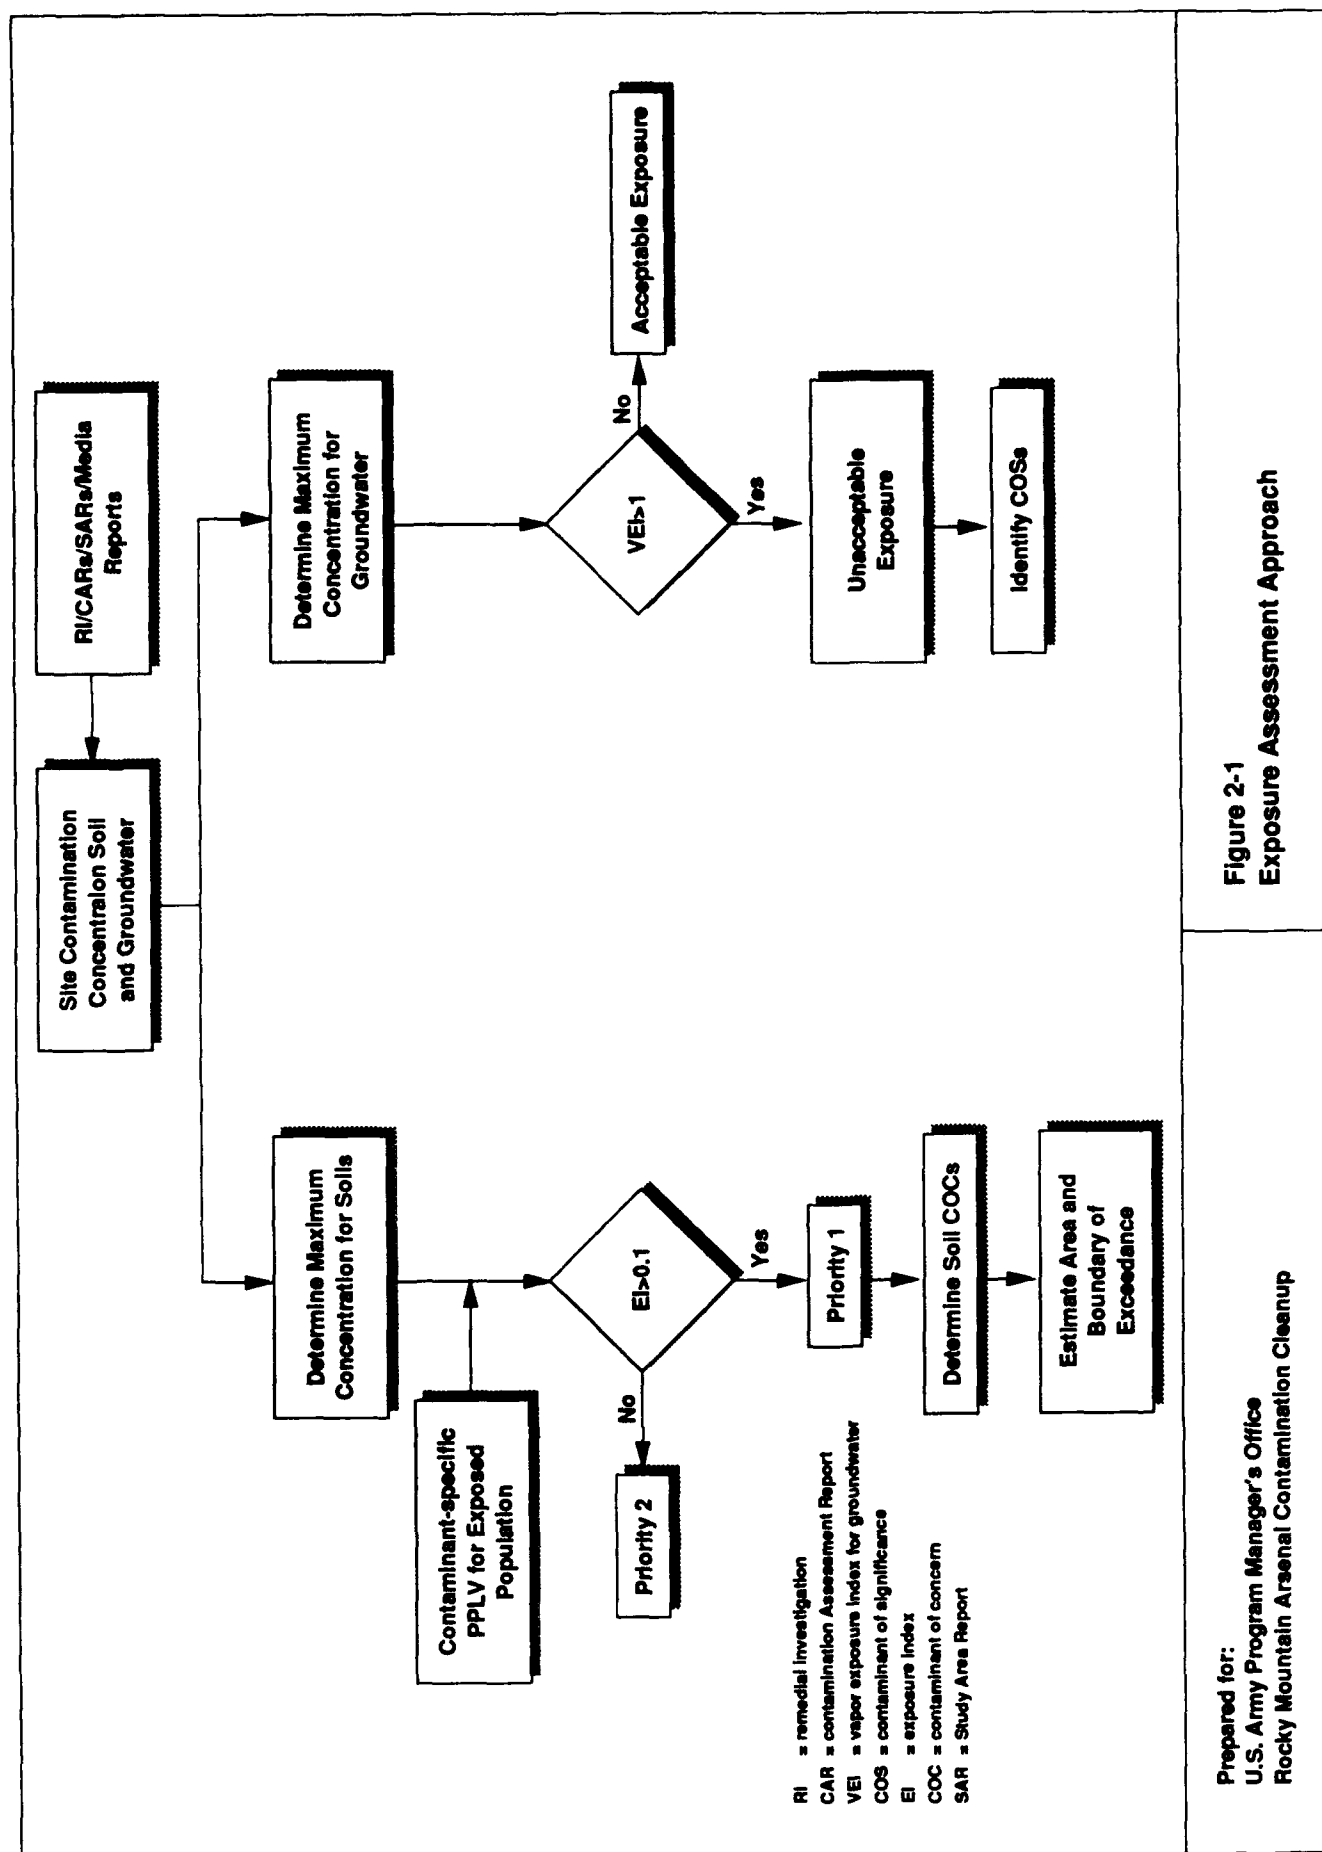 RI/CARs/SARs/Media
Reports
Site Contamination
Concentraion Soil
and Groundwater
Determine Maximum
Concentration for Soils
Determine Maximum
Concentration for
Groundwater
Contaminant-specific
PPLV for Exposed
Population
EI>0.1
No
Yes
Priority 2
Priority 1
Determine Soil COCs
Estimate Area and
Boundary of
Exceedance
VEI>1
No
Yes
Acceptable Exposure
Unacceptable
Exposure
Identify COSs
RI = remedial investigation
CAR = contamination Assessment Report
VEI = vapor exposure index for groundwater
COS = contaminant of significance
EI = exposure index
COC = contaminant of concern
SAR = Study Area Report
Prepared for:
U.S. Army Program Manager's Office
Rocky Mountain Arsenal Contamination Cleanup
Figure 2-1
Exposure Assessment Approach